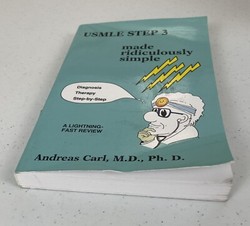 USMLE STEP 3
made
ridiculously
simple
Diagnosis
Therapy
Step-by-Step
A LIGHTNING-
FAST REVIEW
Andreas Carl, M.D., Ph. D.